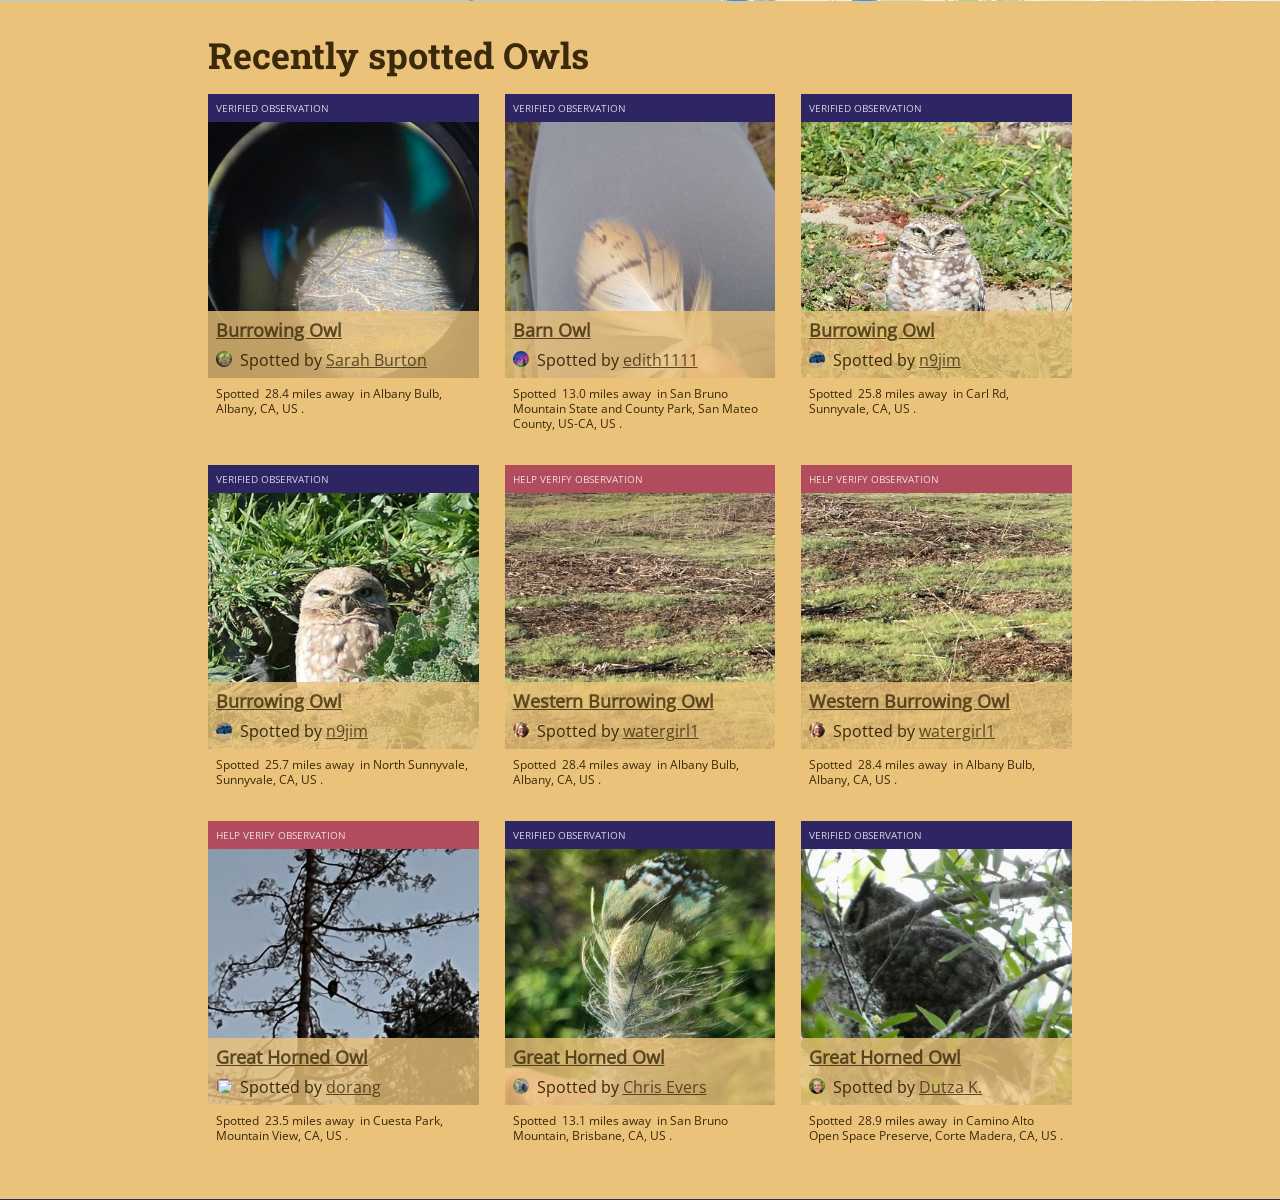 Recently spotted Owls
VERIFIED OBSERVATION
Burrowing Owl
Spotted by Sarah Burton
Spotted 28.4 miles away in Albany Bulb,
Albany, CA, US .
VERIFIED OBSERVATION
Barn Owl
Spotted by edith1111
Spotted 13.0 miles away in San Bruno
Mountain State and County Park, San Mateo
County, US-CA, US .
VERIFIED OBSERVATION
Burrowing Owl
Spotted by n9jim
Spotted 25.8 miles away in Carl Rd,
Sunnyvale, CA, US .
VERIFIED OBSERVATION
Burrowing Owl
Spotted by n9jim
Spotted 25.7 miles away in North Sunnyvale,
Sunnyvale, CA, US .
HELP VERIFY OBSERVATION
Western Burrowing Owl
Spotted by watergirl1
Spotted 28.4 miles away in Albany Bulb,
Albany, CA, US .
HELP VERIFY OBSERVATION
Western Burrowing Owl
Spotted by watergirl1
Spotted 28.4 miles away in Albany Bulb,
Albany, CA, US .
HELP VERIFY OBSERVATION
Great Horned Owl
Spotted by dorang
Spotted 23.5 miles away in Cuesta Park,
Mountain View, CA, US .
VERIFIED OBSERVATION
Great Horned Owl
Spotted by Chris Evers
Spotted 13.1 miles away in San Bruno
Mountain, Brisbane, CA, US .
VERIFIED OBSERVATION
Great Horned Owl
Spotted by Dutza K.
Spotted 28.9 miles away in Camino Alto
Open Space Preserve, Corte Madera, CA, US .